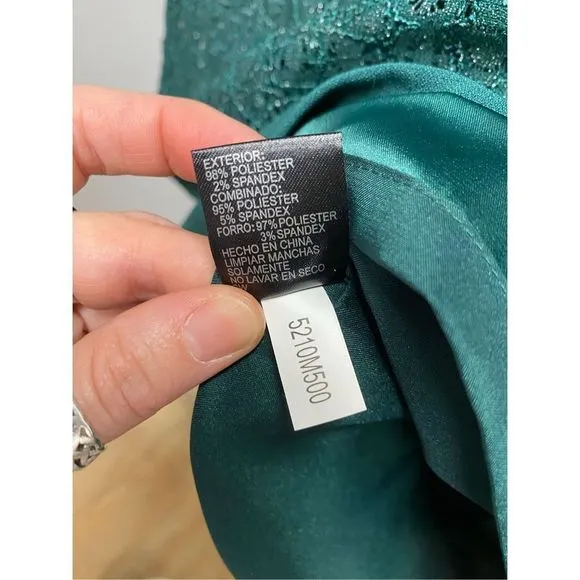 EXTERIOR:
98% POLIESTER
2% SPANDEX
COMBINADO:
95% POLIESTER
5% SPANDEX
FORRO: 97% POLIESTER
3% SPANDEX
HECHO EN CHINA
LIMPIAR MANCHAS
SOLAMENTE
NO LAVAR EN SECO
5210M500